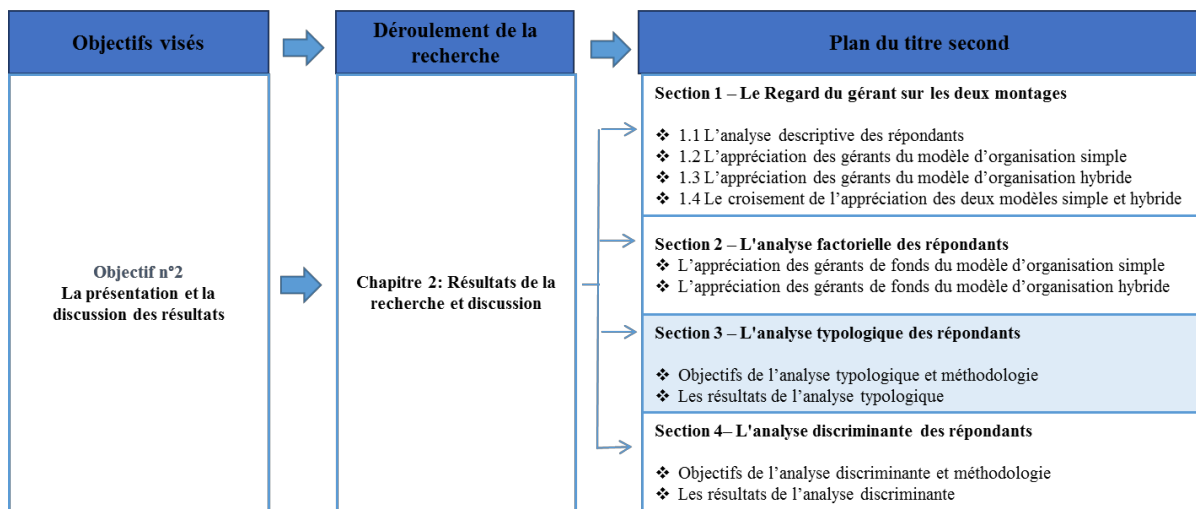 Objectifs visés
Déroulement de la
recherche
Plan du titre second
Objectif n°2
La présentation et la
discussion des résultats
Chapitre 2: Résultats de la
recherche et discussion
Section 1 – Le Regard du gérant sur les deux montages
❖ 1.1 L’analyse descriptive des répondants
❖ 1.2 L’appréciation des gérants du modèle d’organisation simple
❖ 1.3 L’appréciation des gérants du modèle d’organisation hybride
❖ 1.4 Le croisement de l’appréciation des deux modèles simple et hybride
Section 2 – L'analyse factorielle des répondants
❖ L’appréciation des gérants de fonds du modèle d’organisation simple
❖ L’appréciation des gérants de fonds du modèle d’organisation hybride
Section 3 – L'analyse typologique des répondants
❖ Objectifs de l’analyse typologique et méthodologie
❖ Les résultats de l’analyse typologique
Section 4– L'analyse discriminante des répondants
❖ Objectifs de l’analyse discriminante et méthodologie
❖ Les résultats de l’analyse discriminante